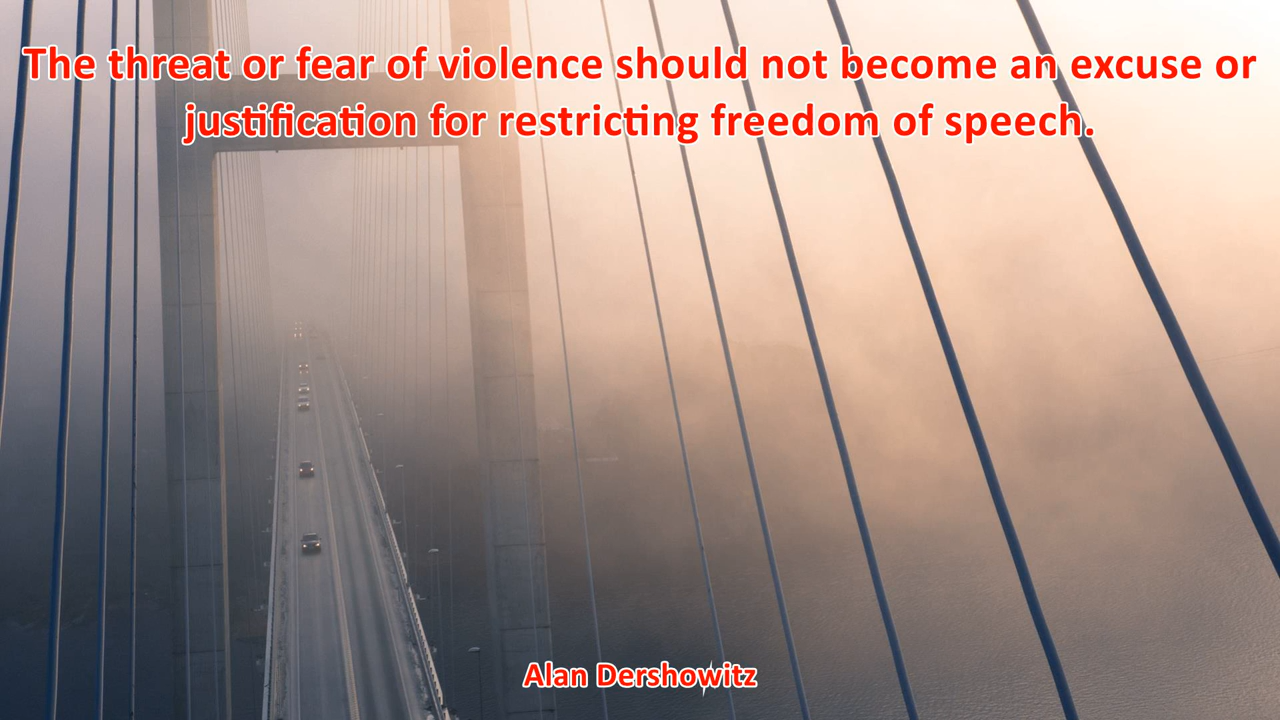 The threat or fear of violence should not become an excuse or
justification for restricting freedom of speech.
Alan Dershowitz